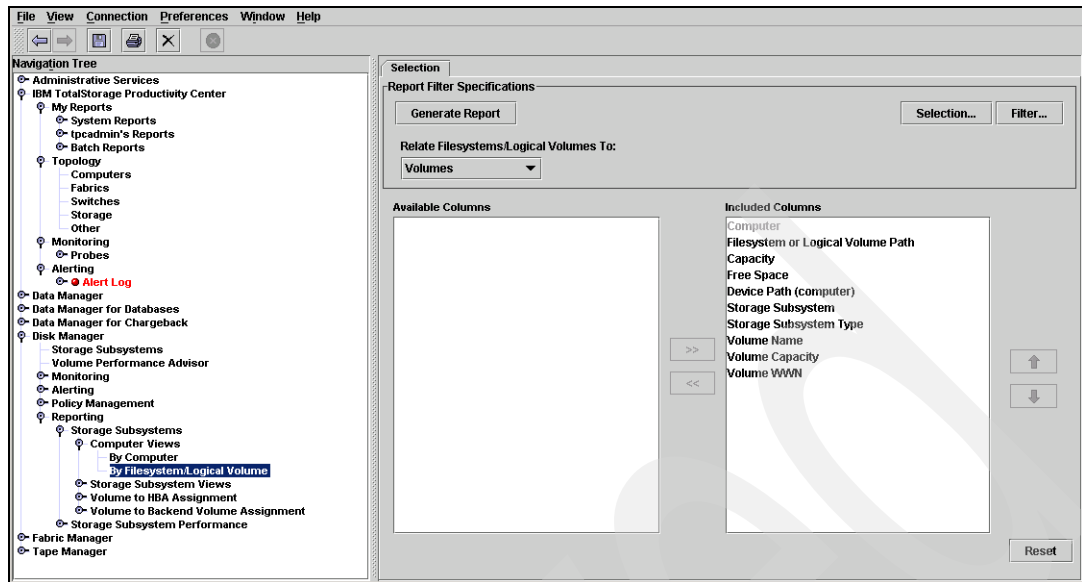 File View Connection Preferences Window Help
Navigation Tree
Administrative Services
IBM TotalStorage Productivity Center
My Reports
System Reports
tpcadmin's Reports
Batch Reports
Topology
Computers
Fabrics
Switches
Storage
Other
Monitoring
Probes
Alerting
Alert Log
Data Manager
Data Manager for Databases
Data Manager for Chargeback
Disk Manager
Storage Subsystems
Volume Performance Advisor
Monitoring
Alerting
Policy Management
Reporting
Storage Subsystems
Computer Views
By Computer
By Filesystem/Logical Volume
Storage Subsystem Views
Volume to HBA Assignment
Volume to Backend Volume Assignment
Storage Subsystem Performance
Fabric Manager
Tape Manager
Selection
Report Filter Specifications
Generate Report Selection... Filter...
Relate Filesystems/Logical Volumes To:
Volumes
Available Columns
>>
<<
Included Columns
Computer
Filesystem or Logical Volume Path
Capacity
Free Space
Device Path (computer)
Storage Subsystem
Storage Subsystem Type
Volume Name
Volume Capacity
Volume WWN
Reset